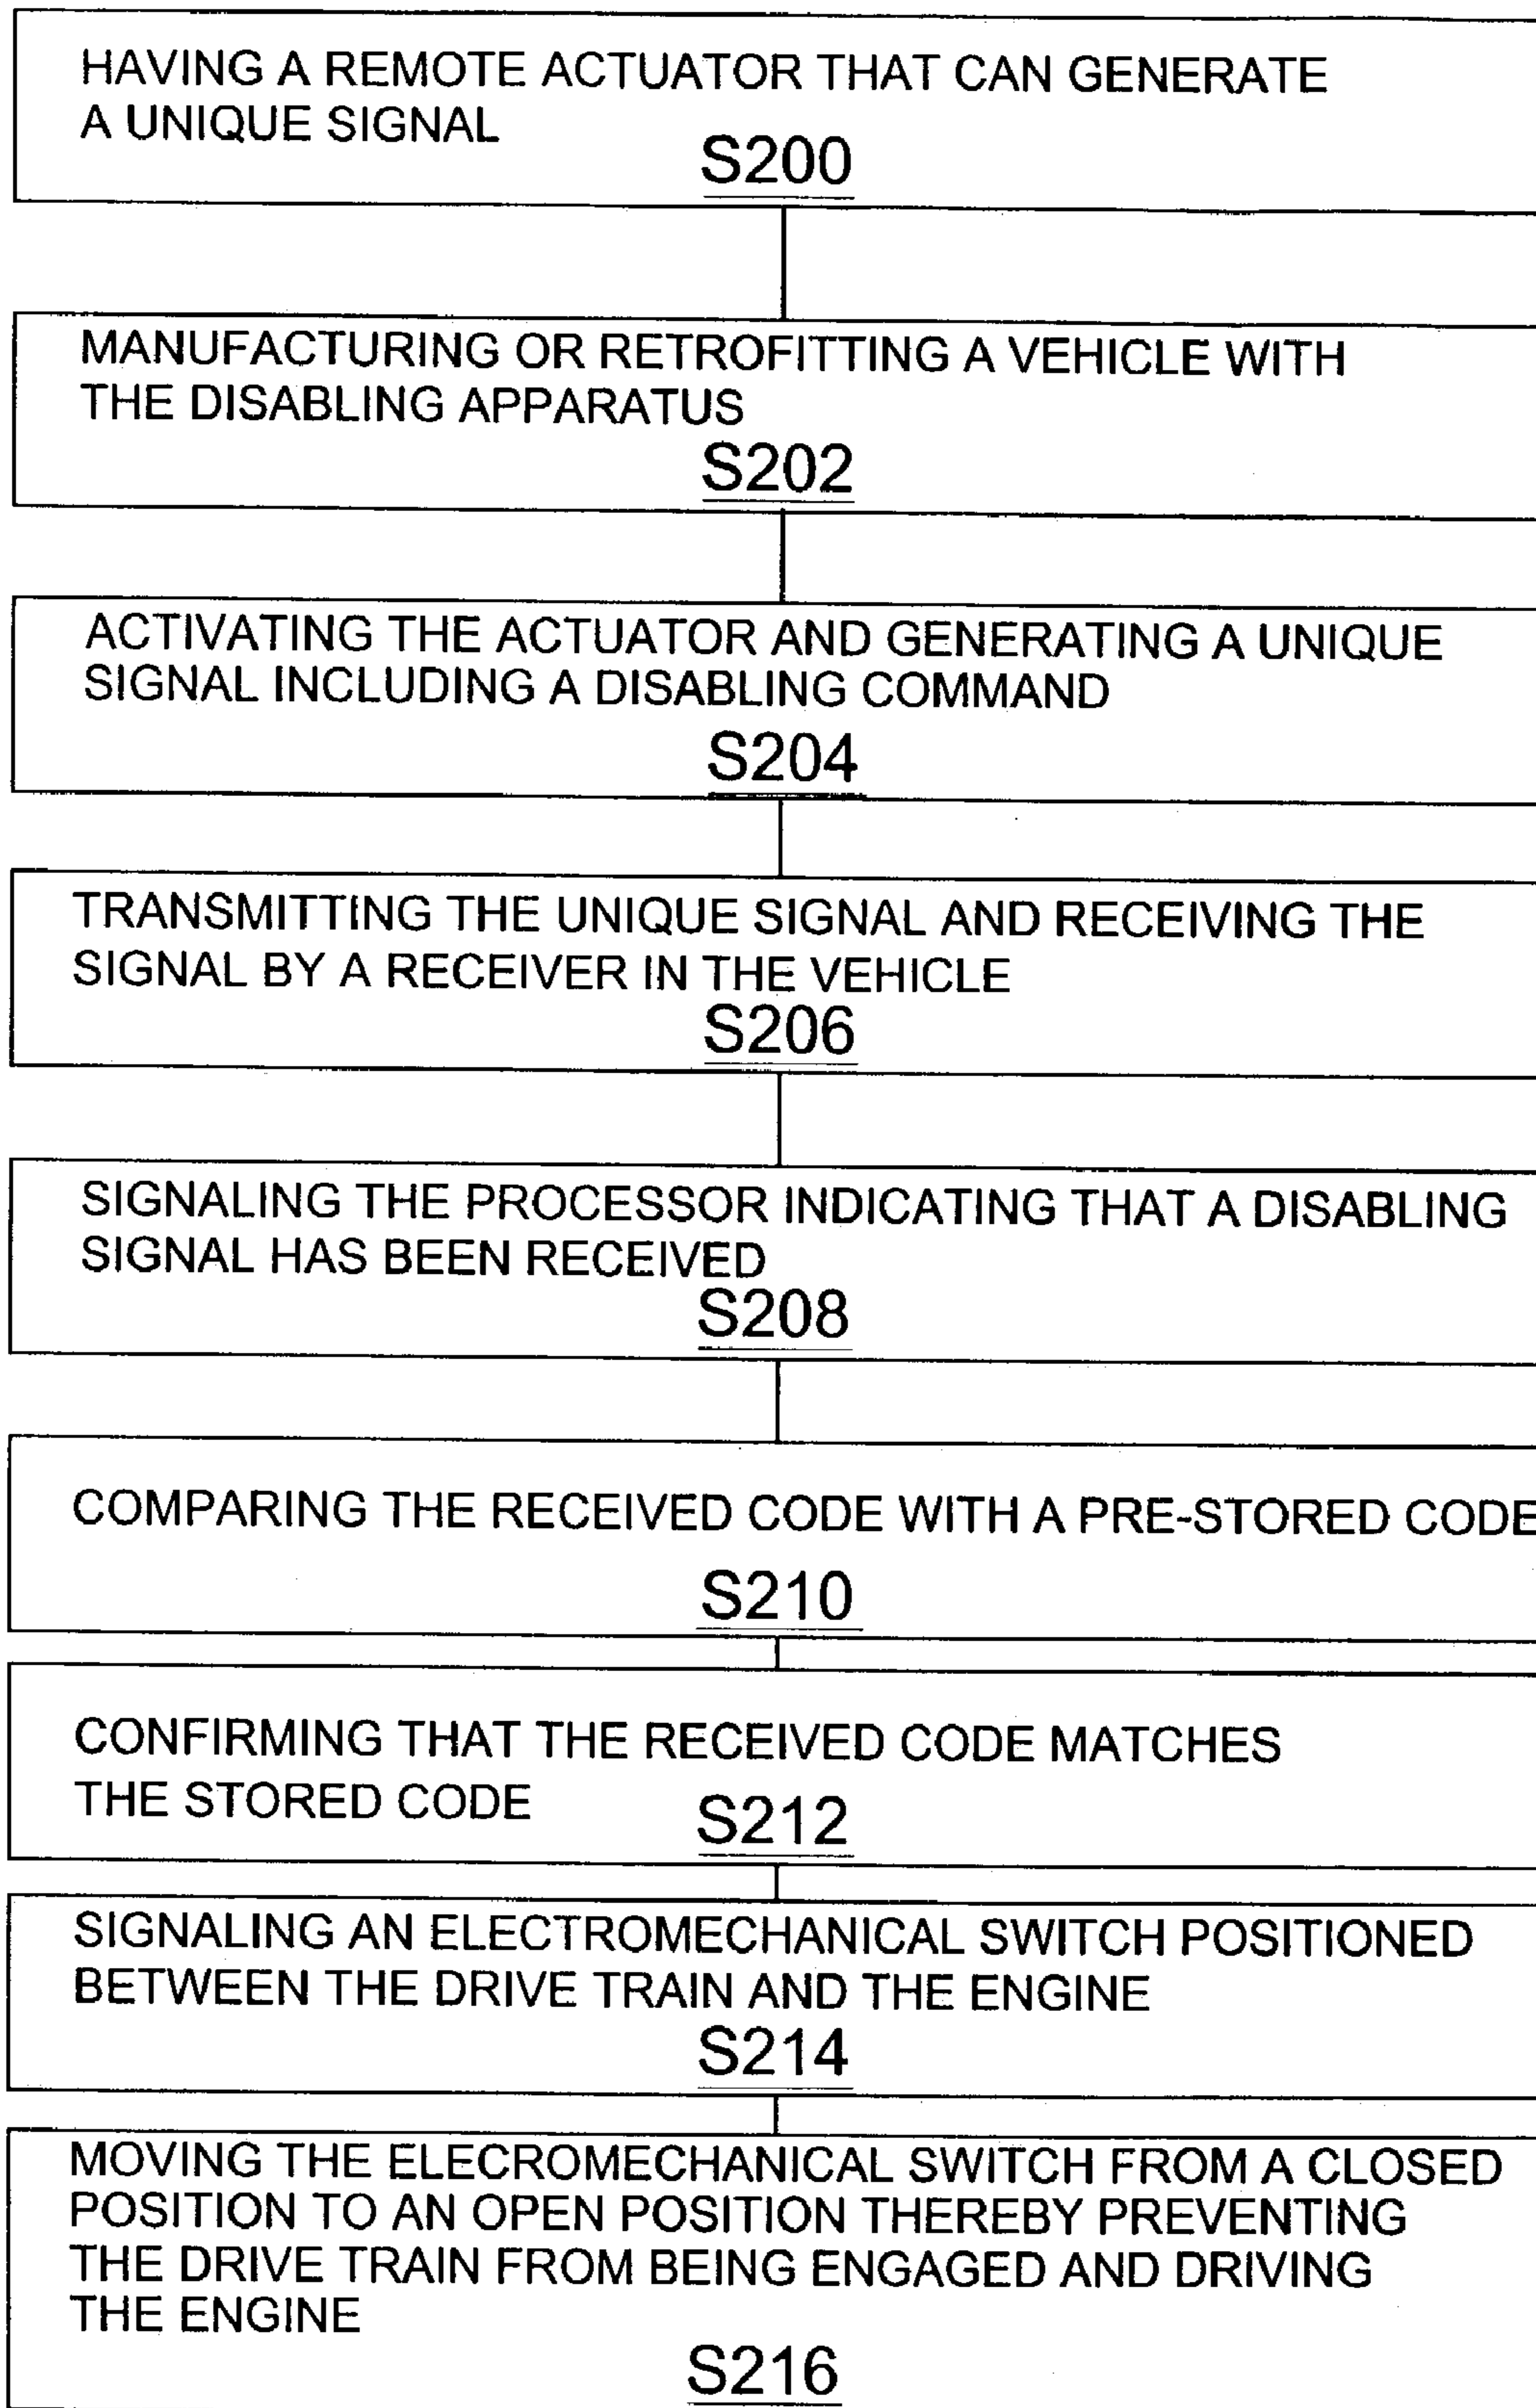 HAVING A REMOTE ACTUATOR THAT CAN GENERATE
A UNIQUE SIGNAL
S200
MANUFACTURING OR RETROFITTING A VEHICLE WITH
THE DISABLING APPARATUS
S202
ACTIVATING THE ACTUATOR AND GENERATING A UNIQUE
SIGNAL INCLUDING A DISABLING COMMAND
S204
TRANSMITTING THE UNIQUE SIGNAL AND RECEIVING THE
SIGNAL BY A RECEIVER IN THE VEHICLE
S206
SIGNALING THE PROCESSOR INDICATING THAT A DISABLING
SIGNAL HAS BEEN RECEIVED
S208
COMPARING THE RECEIVED CODE WITH A PRE-STORED CODE
S210
CONFIRMING THAT THE RECEIVED CODE MATCHES
THE STORED CODE
S212
SIGNALING AN ELECTROMECHANICAL SWITCH POSITIONED
BETWEEN THE DRIVE TRAIN AND THE ENGINE
S214
MOVING THE ELECROMECHANICAL SWITCH FROM A CLOSED
POSITION TO AN OPEN POSITION THEREBY PREVENTING
THE DRIVE TRAIN FROM BEING ENGAGED AND DRIVING
THE ENGINE
S216